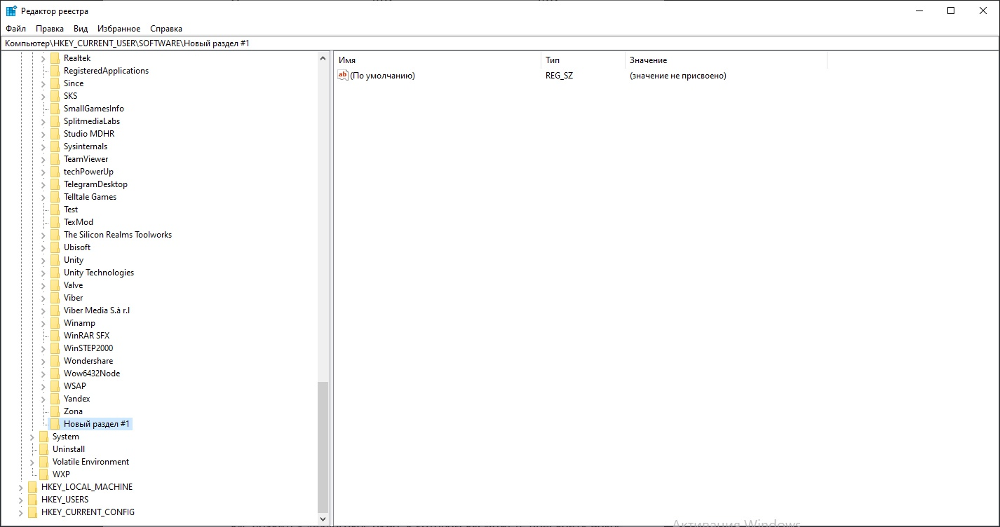 Редактор реестра
Файл Правка Вид Избранное Справка
Компьютер\HKEY_CURRENT_USER\SOFTWARE\Новый раздел #1
Realtek
RegisteredApplications
Since
SKS
SmallGamesInfo
SplitmediaLabs
Studio MDHR
Sysinternals
TeamViewer
techPowerUp
TelegramDesktop
Telltale Games
Test
TexMod
The Silicon Realms Toolworks
Ubisoft
Unity
Unity Technologies
Valve
Viber
Viber Media S.à r.l
Winamp
WinRAR SFX
WinSTEP2000
Wondershare
Wow6432Node
WSAP
Yandex
Zona
Новый раздел #1
System
Uninstall
Volatile Environment
WXP
HKEY_LOCAL_MACHINE
HKEY_USERS
HKEY_CURRENT_CONFIG
Имя Тип Значение
ab (По умолчанию) REG_SZ (значение не присвоено)
Активация Windows